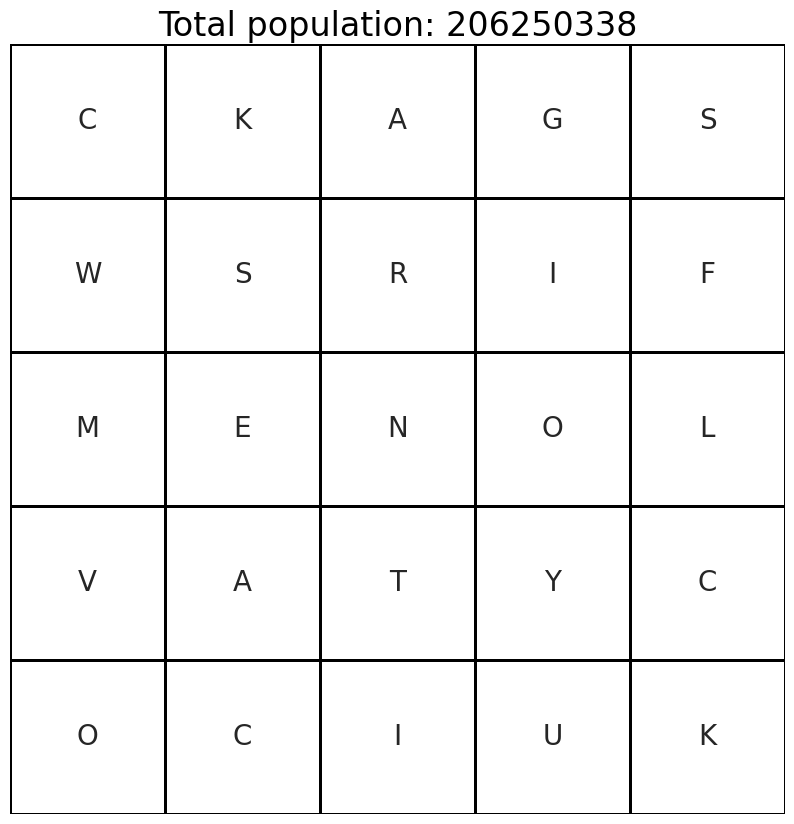 Total population: 206250338
C K A G S
W S R I F
M E N O L
V A T Y C
O C I U K